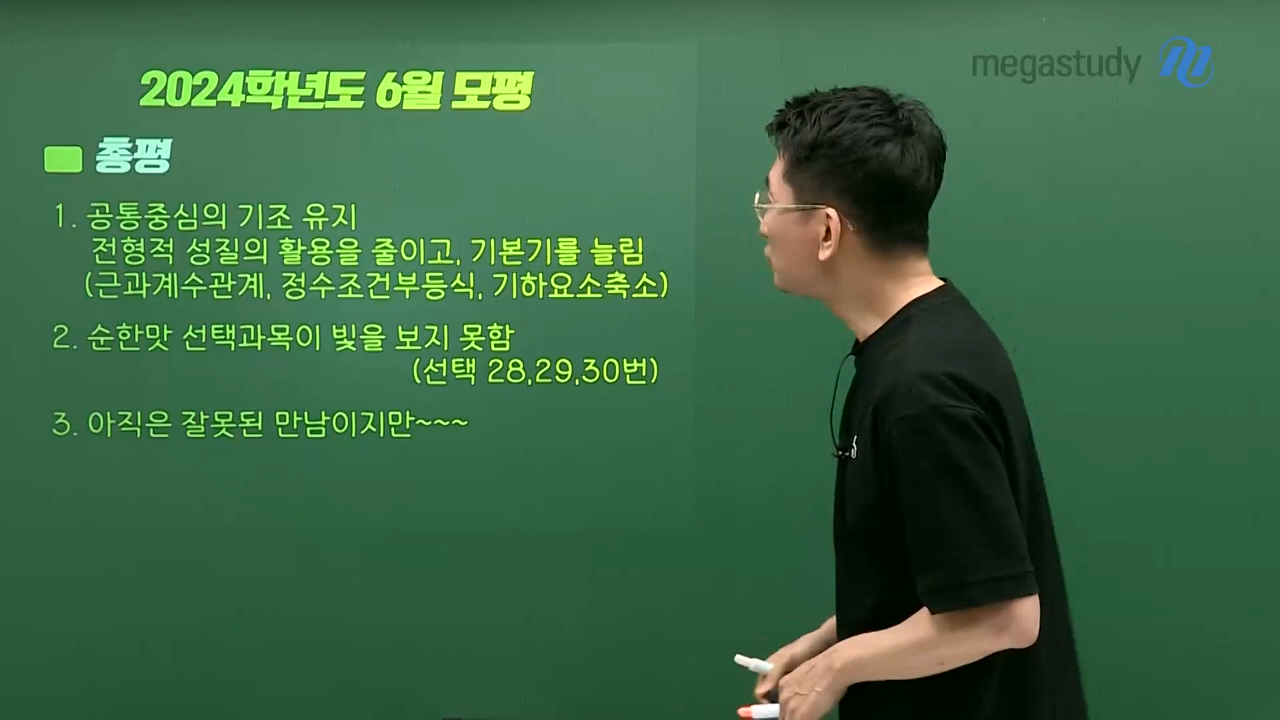 megastudy
2024학년도 6월 모평
총평
1. 공통중심의 기조 유지
전형적 성질의 활용을 줄이고, 기본기를 늘림
(근과계수관계, 정수조건부등식, 기하요소축소)
2. 순한맛 선택과목이 빛을 보지 못함
(선택 28,29,30번)
3. 아직은 잘못된 만남이지만~~~